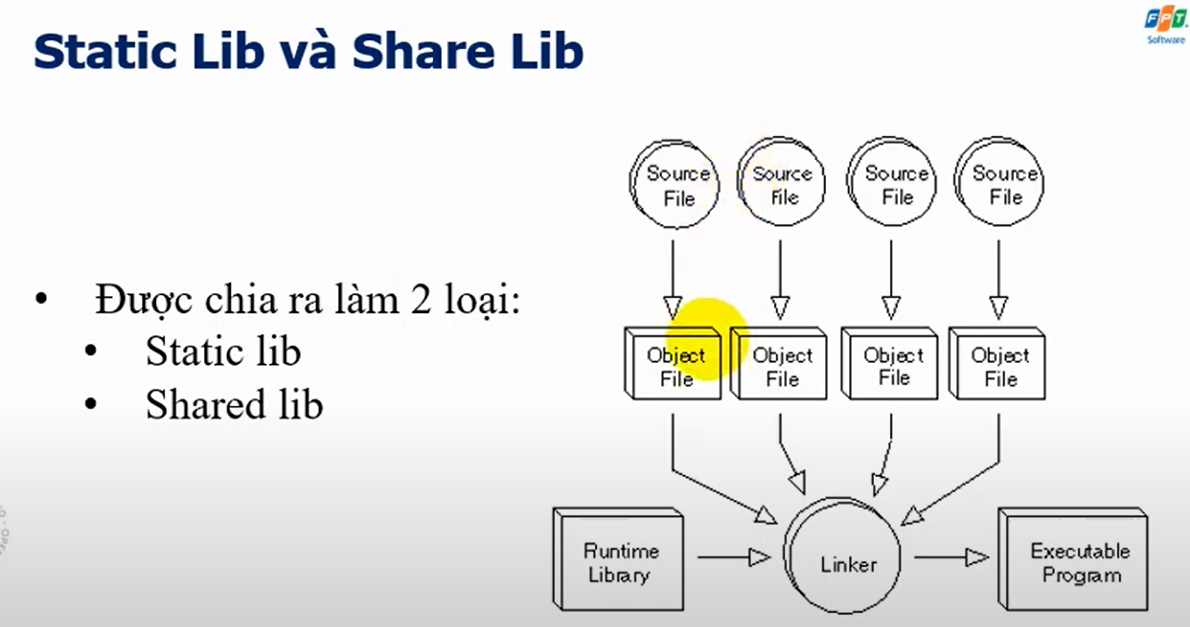 Static Lib và Share Lib
FPT
Software
Source
File
Source
File
Source
File
Source
File
• Được chia ra làm 2 loại:
• Static lib
• Shared lib
Object
File
Object
File
Object
File
Object
File
Runtime
Library
Linker
Executable
Program